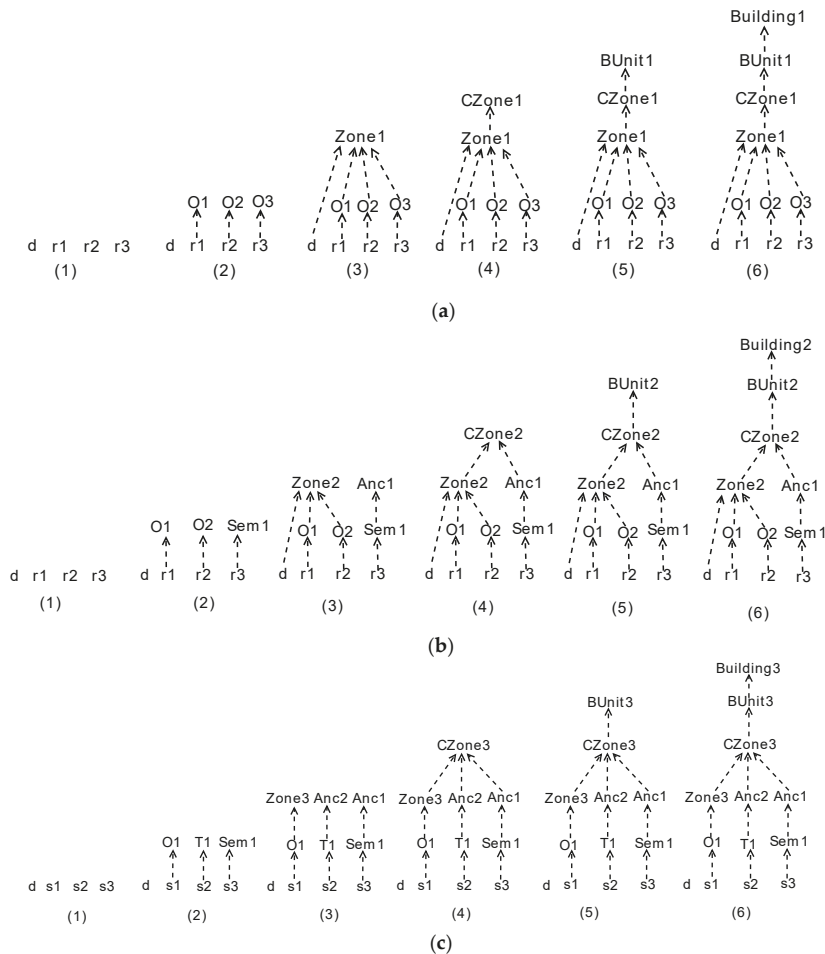 Building1
BUnit1 BUnit1
CZone1 CZone1 CZone1
Zone1 Zone1 Zone1 Zone1
O1 O2 O3 O1 O2 O3 O1 O2 O3 O1 O2 O3 O1 O2 O3
d r1 r2 r3 d r1 r2 r3 d r1 r2 r3 d r1 r2 r3 d r1 r2 r3 d r1 r2 r3
(1) (2) (3) (4) (5) (6)
(a)
Building2
BUnit2 BUnit2
CZone2 CZone2 CZone2
Zone2 Anc1 Zone2 Anc1 Zone2 Anc1 Zone2 Anc1
O1 O2 Sem1 O1 O2 Sem1 O1 O2 Sem1 O1 O2 Sem1 O1 O2 Sem1
d r1 r2 r3 d r1 r2 r3 d r1 r2 r3 d r1 r2 r3 d r1 r2 r3 d r1 r2 r3
(1) (2) (3) (4) (5) (6)
(b)
Building3
BUnit3 BUnit3
CZone3 CZone3 CZone3
Zone3 Anc2 Anc1 Zone3 Anc2 Anc1 Zone3 Anc2 Anc1 Zone3 Anc2 Anc1
O1 T1 Sem1 O1 T1 Sem1 O1 T1 Sem1 O1 T1 Sem1 O1 T1 Sem1
d s1 s2 s3 d s1 s2 s3 d s1 s2 s3 d s1 s2 s3 d s1 s2 s3 d s1 s2 s3
(1) (2) (3) (4) (5) (6)
(c)